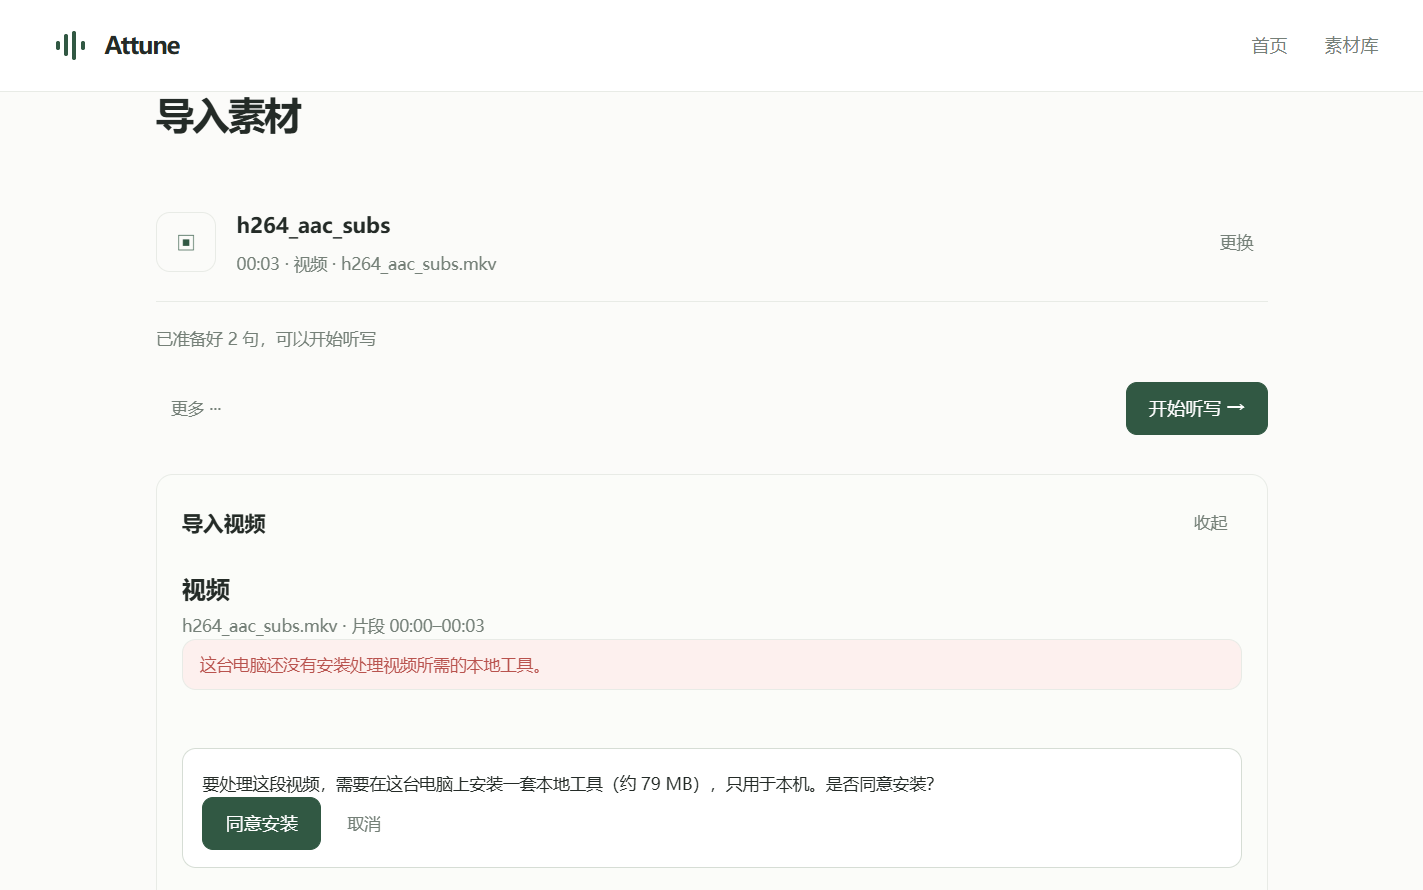 Attune
首页
素材库
导入素材
h264_aac_subs
00:03 · 视频 · h264_aac_subs.mkv
更换
已准备好 2 句，可以开始听写
更多 ···
开始听写 →
导入视频
收起
视频
h264_aac_subs.mkv · 片段 00:00–00:03
这台电脑还没有安装处理视频所需的本地工具。
要处理这段视频，需要在这台电脑上安装一套本地工具（约 79 MB），只用于本机。是否同意安装？
同意安装
取消